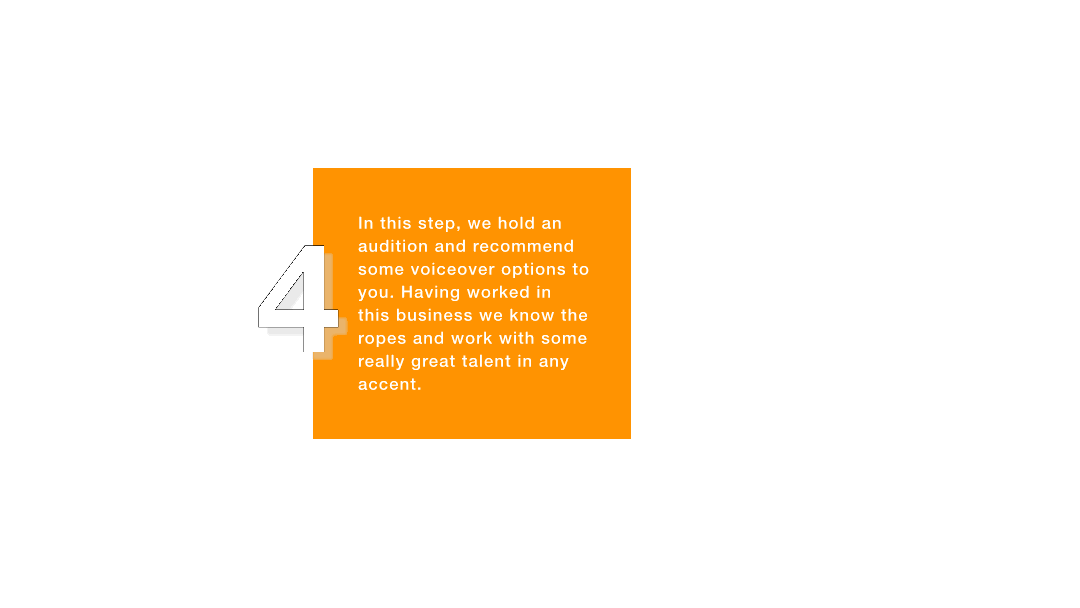 4
In this step, we hold an
audition and recommend
some voiceover options to
you. Having worked in
this business we know the
ropes and work with some
really great talent in any
accent.